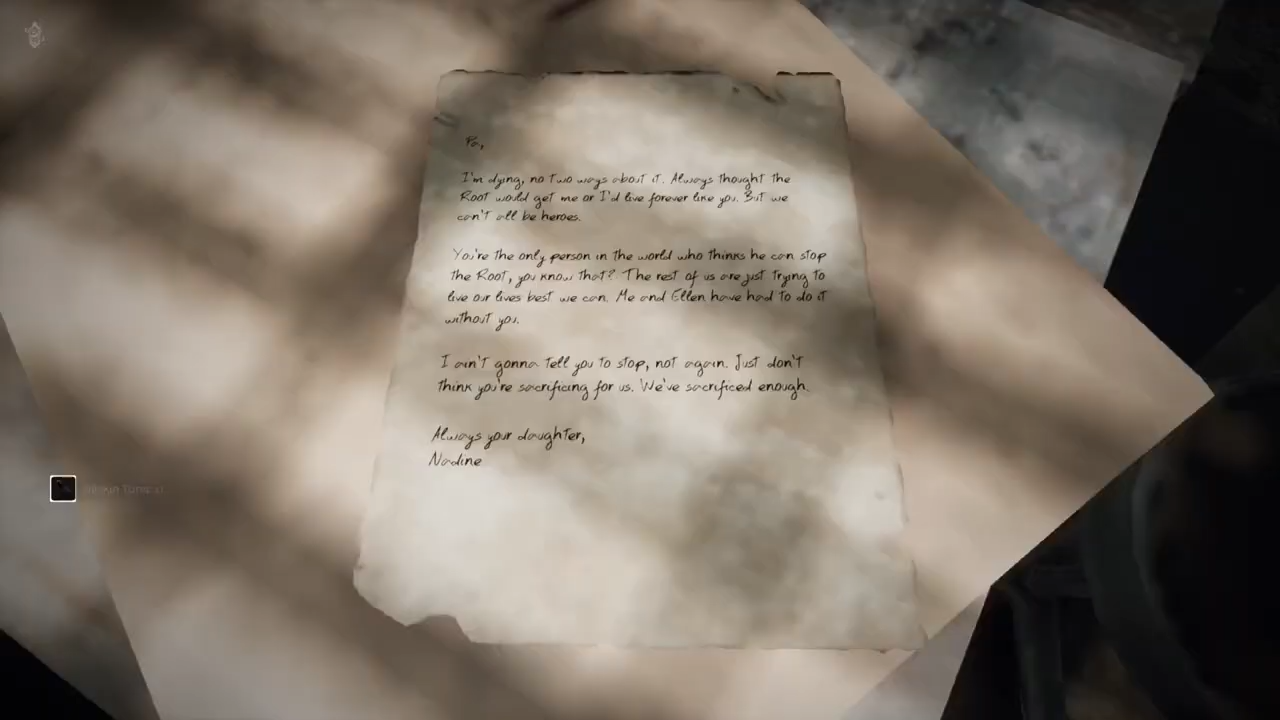 Pa,
I'm dying, no two ways about it. Always thought the
Root would get me or I'd live forever like you. But we
can't all be heroes.
You're the only person in the world who thinks he can stop
the Root, you know that? The rest of us are just trying to
live our lives best we can. Me and Ellen have had to do it
without you.
I ain't gonna tell you to stop, not again. Just don't
think you're sacrificing for us. We've sacrificed enough.
Always your daughter,
Nadine